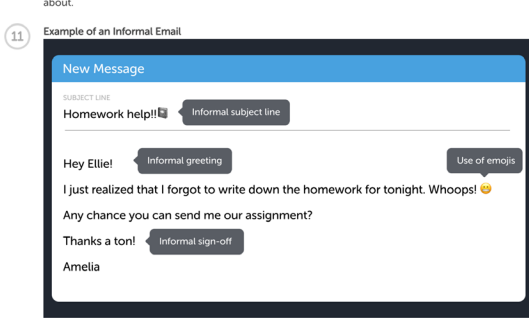 about.
11
Example of an Informal Email
New Message
SUBJECT LINE
Homework help!!📓
Informal subject line
Hey Ellie!
Informal greeting
Use of emojis
I just realized that I forgot to write down the homework for tonight. Whoops! 😬
Any chance you can send me our assignment?
Thanks a ton!
Informal sign-off
Amelia